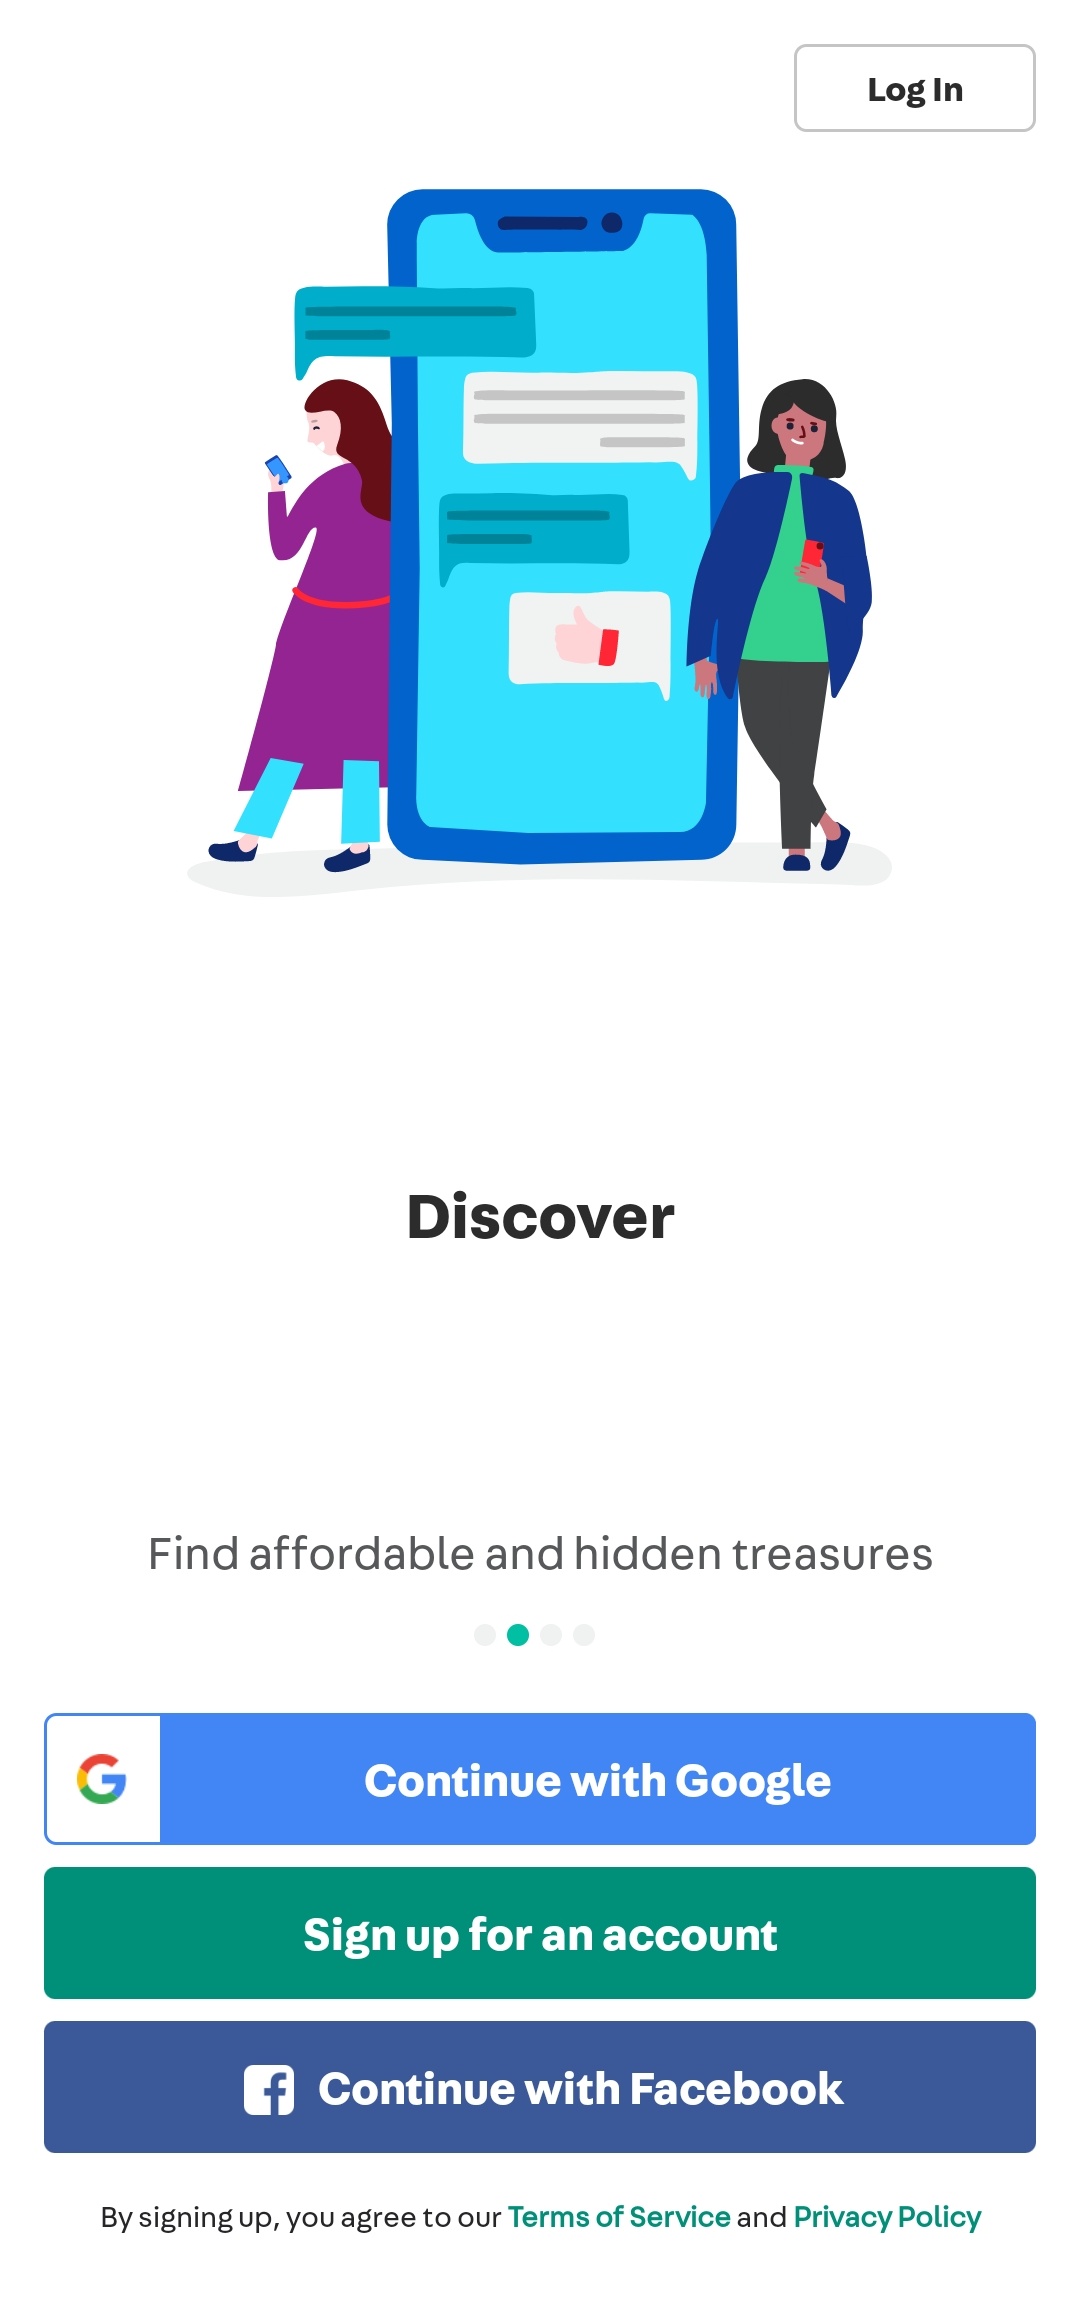 Log In
Discover
Find affordable and hidden treasures
Continue with Google
Sign up for an account
Continue with Facebook
By signing up, you agree to our Terms of Service and Privacy Policy